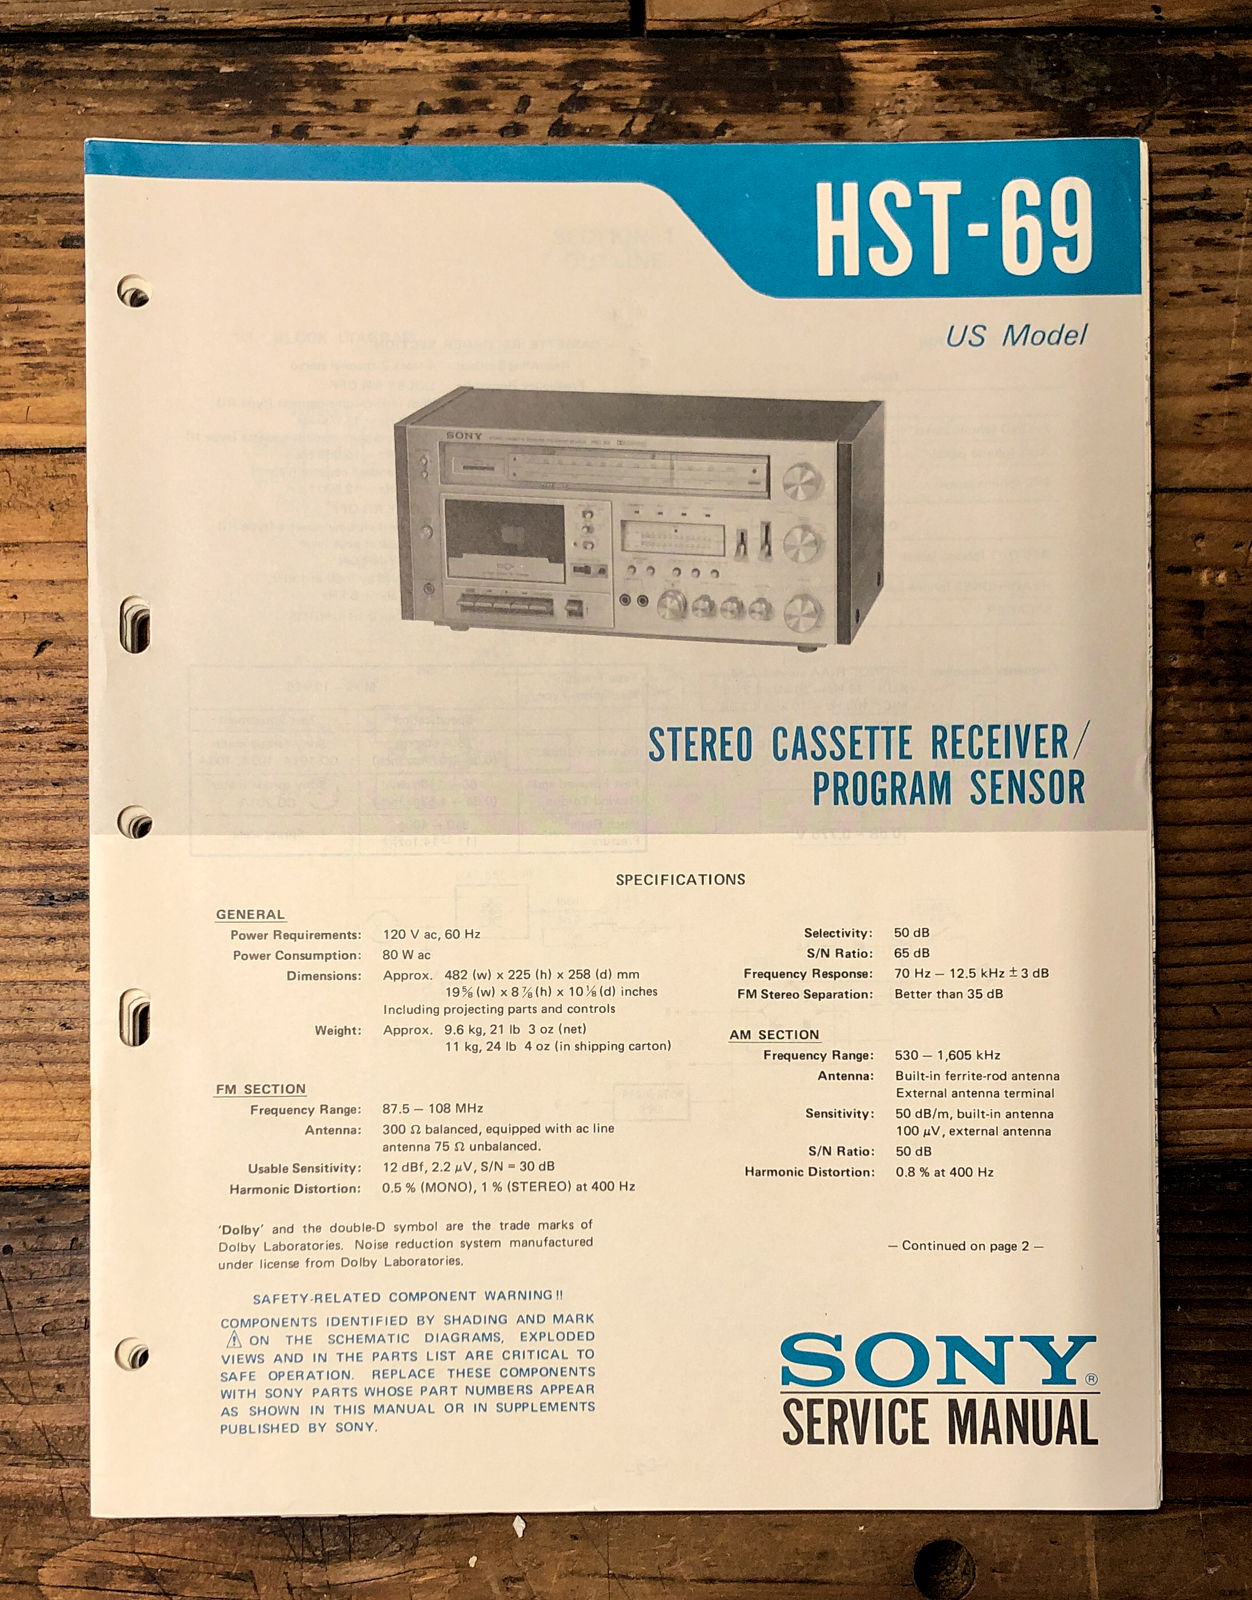 HST-69
US Model
SONY
STEREO CASSETTE RECEIVER/
PROGRAM SENSOR
SPECIFICATIONS
GENERAL
Power Requirements: 120 V ac, 60 Hz
Power Consumption: 80 W ac
Dimensions: Approx. 482 (w) x 225 (h) x 258 (d) mm
19⅝ (w) x 8⅞ (h) x 10⅛ (d) inches
Including projecting parts and controls
Weight: Approx. 9.6 kg, 21 lb 3 oz (net)
11 kg, 24 lb 4 oz (in shipping carton)
FM SECTION
Frequency Range: 87.5 – 108 MHz
Antenna: 300 Ω balanced, equipped with ac line
antenna 75 Ω unbalanced.
Usable Sensitivity: 12 dBf, 2.2 µV, S/N = 30 dB
Harmonic Distortion: 0.5 % (MONO), 1 % (STEREO) at 400 Hz
Selectivity: 50 dB
S/N Ratio: 65 dB
Frequency Response: 70 Hz – 12.5 kHz ± 3 dB
FM Stereo Separation: Better than 35 dB
AM SECTION
Frequency Range: 530 – 1,605 kHz
Antenna: Built-in ferrite-rod antenna
External antenna terminal
Sensitivity: 50 dB/m, built-in antenna
100 µV, external antenna
S/N Ratio: 50 dB
Harmonic Distortion: 0.8 % at 400 Hz
'Dolby' and the double-D symbol are the trade marks of
Dolby Laboratories. Noise reduction system manufactured
under license from Dolby Laboratories.
– Continued on page 2 –
SAFETY-RELATED COMPONENT WARNING!!
COMPONENTS IDENTIFIED BY SHADING AND MARK
⚠ ON THE SCHEMATIC DIAGRAMS, EXPLODED
VIEWS AND IN THE PARTS LIST ARE CRITICAL TO
SAFE OPERATION. REPLACE THESE COMPONENTS
WITH SONY PARTS WHOSE PART NUMBERS APPEAR
AS SHOWN IN THIS MANUAL OR IN SUPPLEMENTS
PUBLISHED BY SONY.
SONY®
SERVICE MANUAL